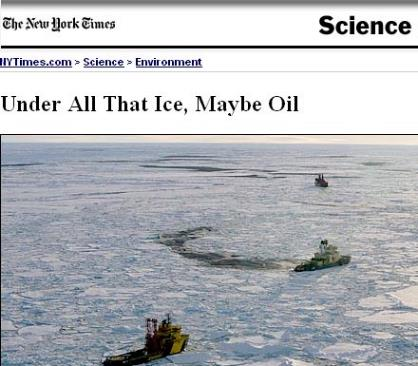 The New York Times
Science
NYTimes.com > Science > Environment
Under All That Ice, Maybe Oil